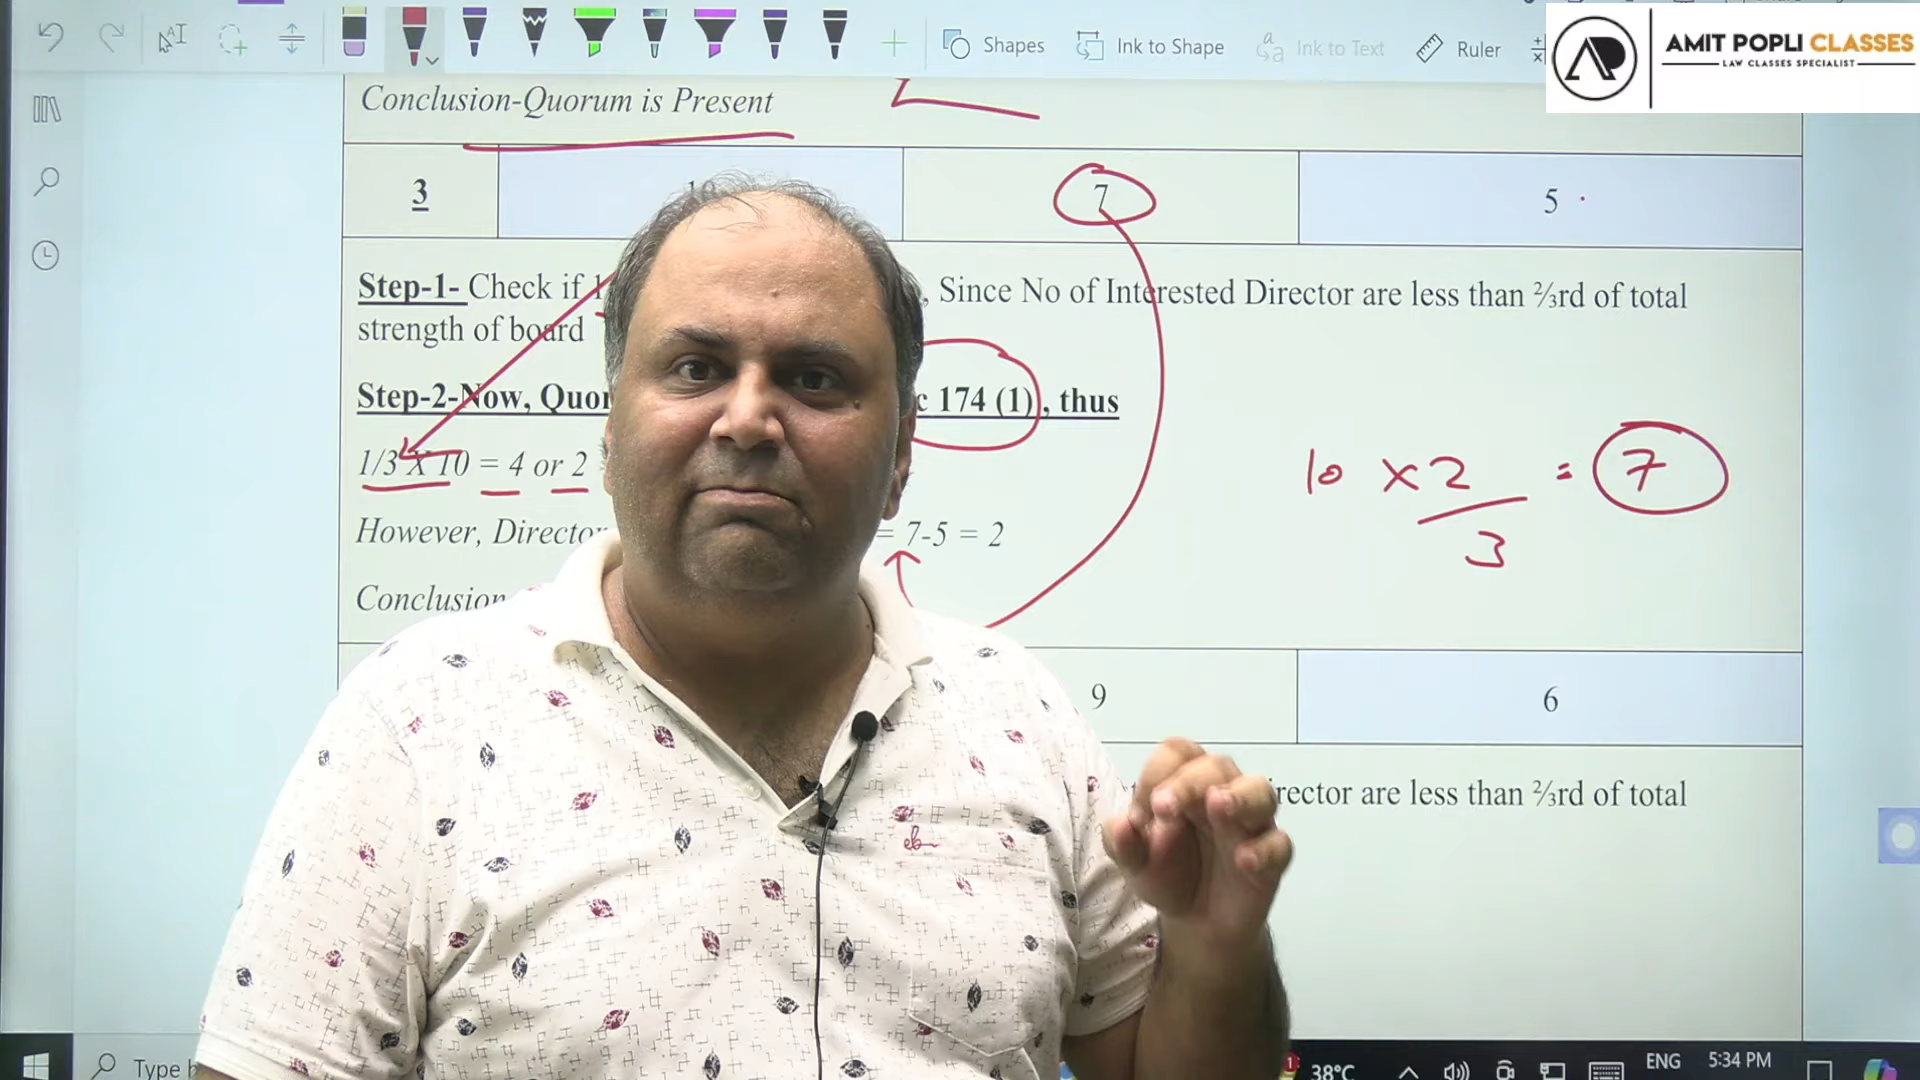 Shapes
Ink to Shape
Ink to Text
Ruler
AMIT POPLI CLASSES
LAW CLASSES SPECIALIST
Conclusion-Quorum is Present
3
7
5
Step-1- Check if
, Since No of Interested Director are less than ⅔rd of total
strength of board
Step-2-Now,
174 (1), thus
1/3 X 10 = 4 or 2
10 × 2/3 = 7
However,
= 7-5 = 2
Conclusion
9
6
are less than ⅔rd of total
Type
38°C
ENG
5:34 PM